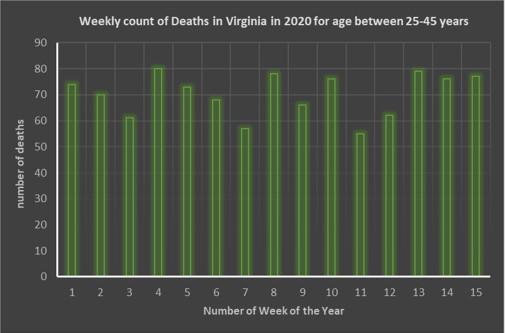 Weekly count of Deaths in Virginia in 2020 for age between 25-45 years
number of deaths
90
80
70
60
50
40
30
20
10
0
1 2 3 4 5 6 7 8 9 10 11 12 13 14 15
Number of Week of the Year